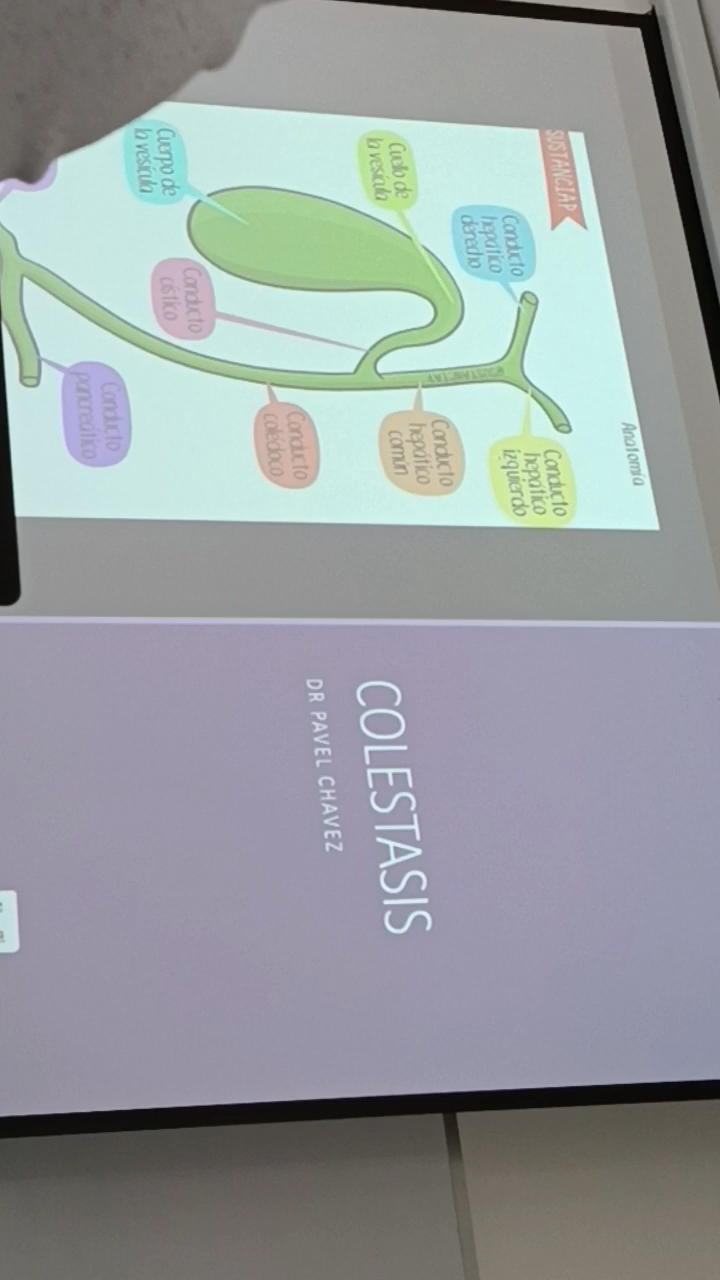 Anatomía
SUSTANCIAP
Conducto
hepático
derecho
Conducto
hepático
izquierdo
Cuello de
la vesícula
Conducto
hepático
común
Conducto
cístico
Conducto
colédoco
Cuerpo de
la vesícula
Conducto
pancreático
COLESTASIS
DR PAVEL CHAVEZ